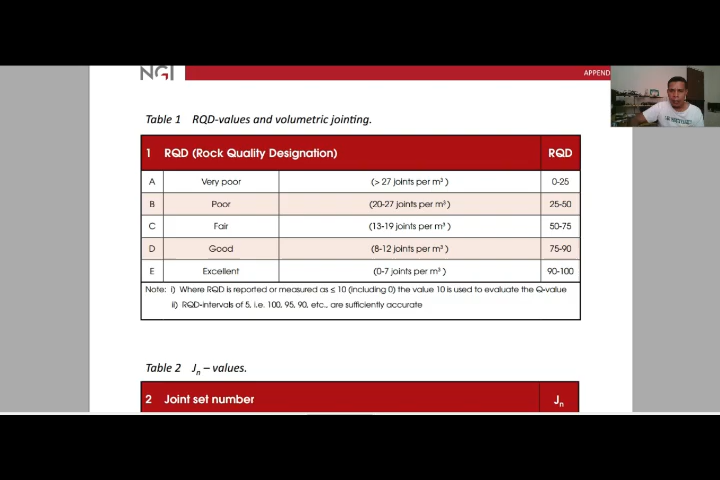 NGI
APPEND
Table 1 RQD-values and volumetric jointing.
1 RQD (Rock Quality Designation) RQD
A Very poor (> 27 joints per m³) 0-25
B Poor (20-27 joints per m³) 25-50
C Fair (13-19 joints per m³) 50-75
D Good (8-12 joints per m³) 75-90
E Excellent (0-7 joints per m³) 90-100
Note: i) Where RQD is reported or measured as ≤ 10 (including 0) the value 10 is used to evaluate the Q-value
ii) RQD-intervals of 5, i.e. 100, 95, 90, etc., are sufficiently accurate
Table 2 Jn – values.
2 Joint set number Jn